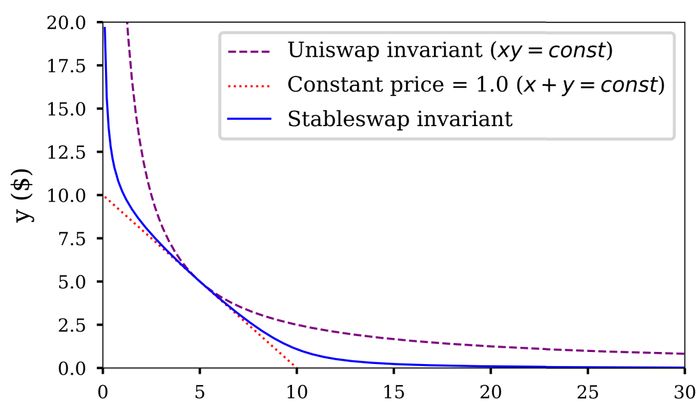 20.0
17.5
15.0
12.5
10.0
7.5
5.0
2.5
0.0
y ($)
Uniswap invariant (xy = const)
Constant price = 1.0 (x + y = const)
Stableswap invariant
0 5 10 15 20 25 30